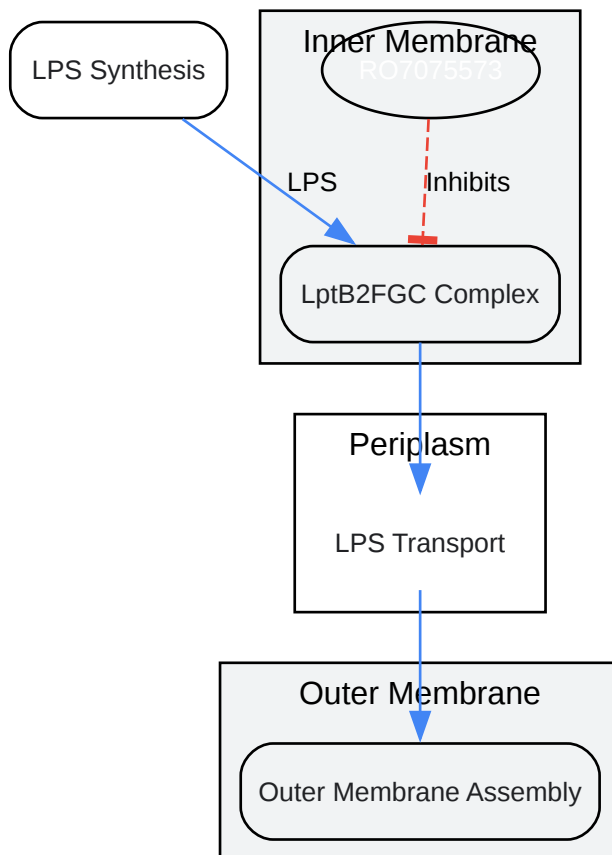 Inner Membrane
LPS Synthesis
RO7075573
LPS
Inhibits
LptB2FGC Complex
Periplasm
LPS Transport
Outer Membrane
Outer Membrane Assembly